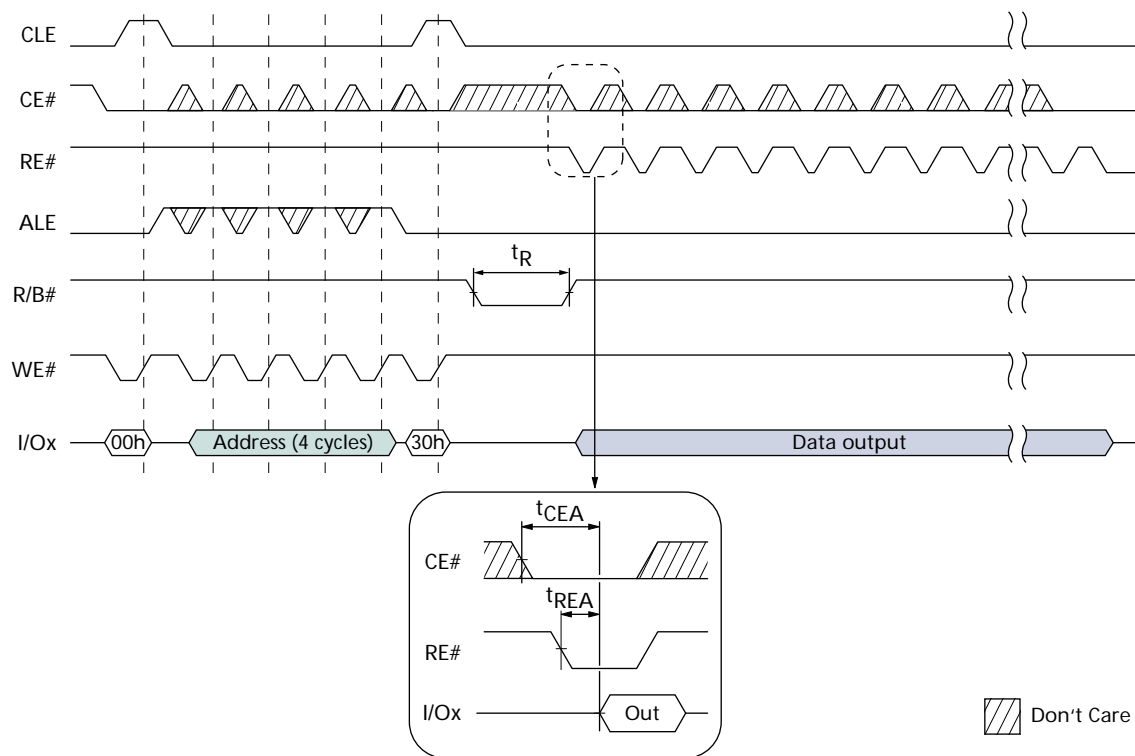 CLE
CE#
RE#
ALE
tR
R/B#
WE#
I/Ox 00h Address (4 cycles) 30h Data output
tCEA
CE#
tREA
RE#
I/Ox Out
Don't Care